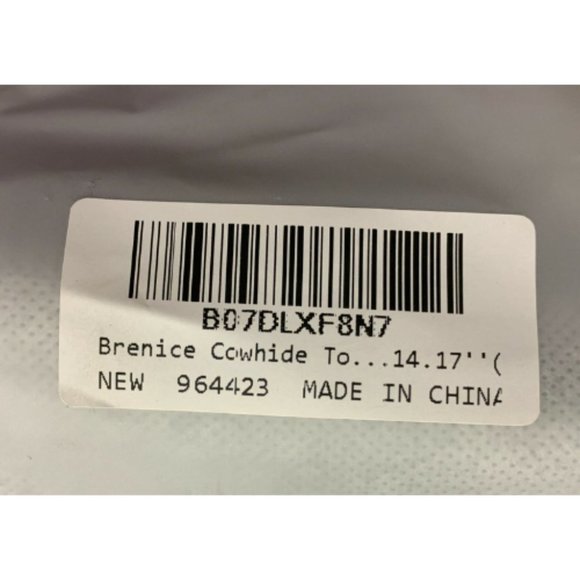 B07DLXF8N7
Brenice Cowhide To...14.17''(
NEW 964423 MADE IN CHINA